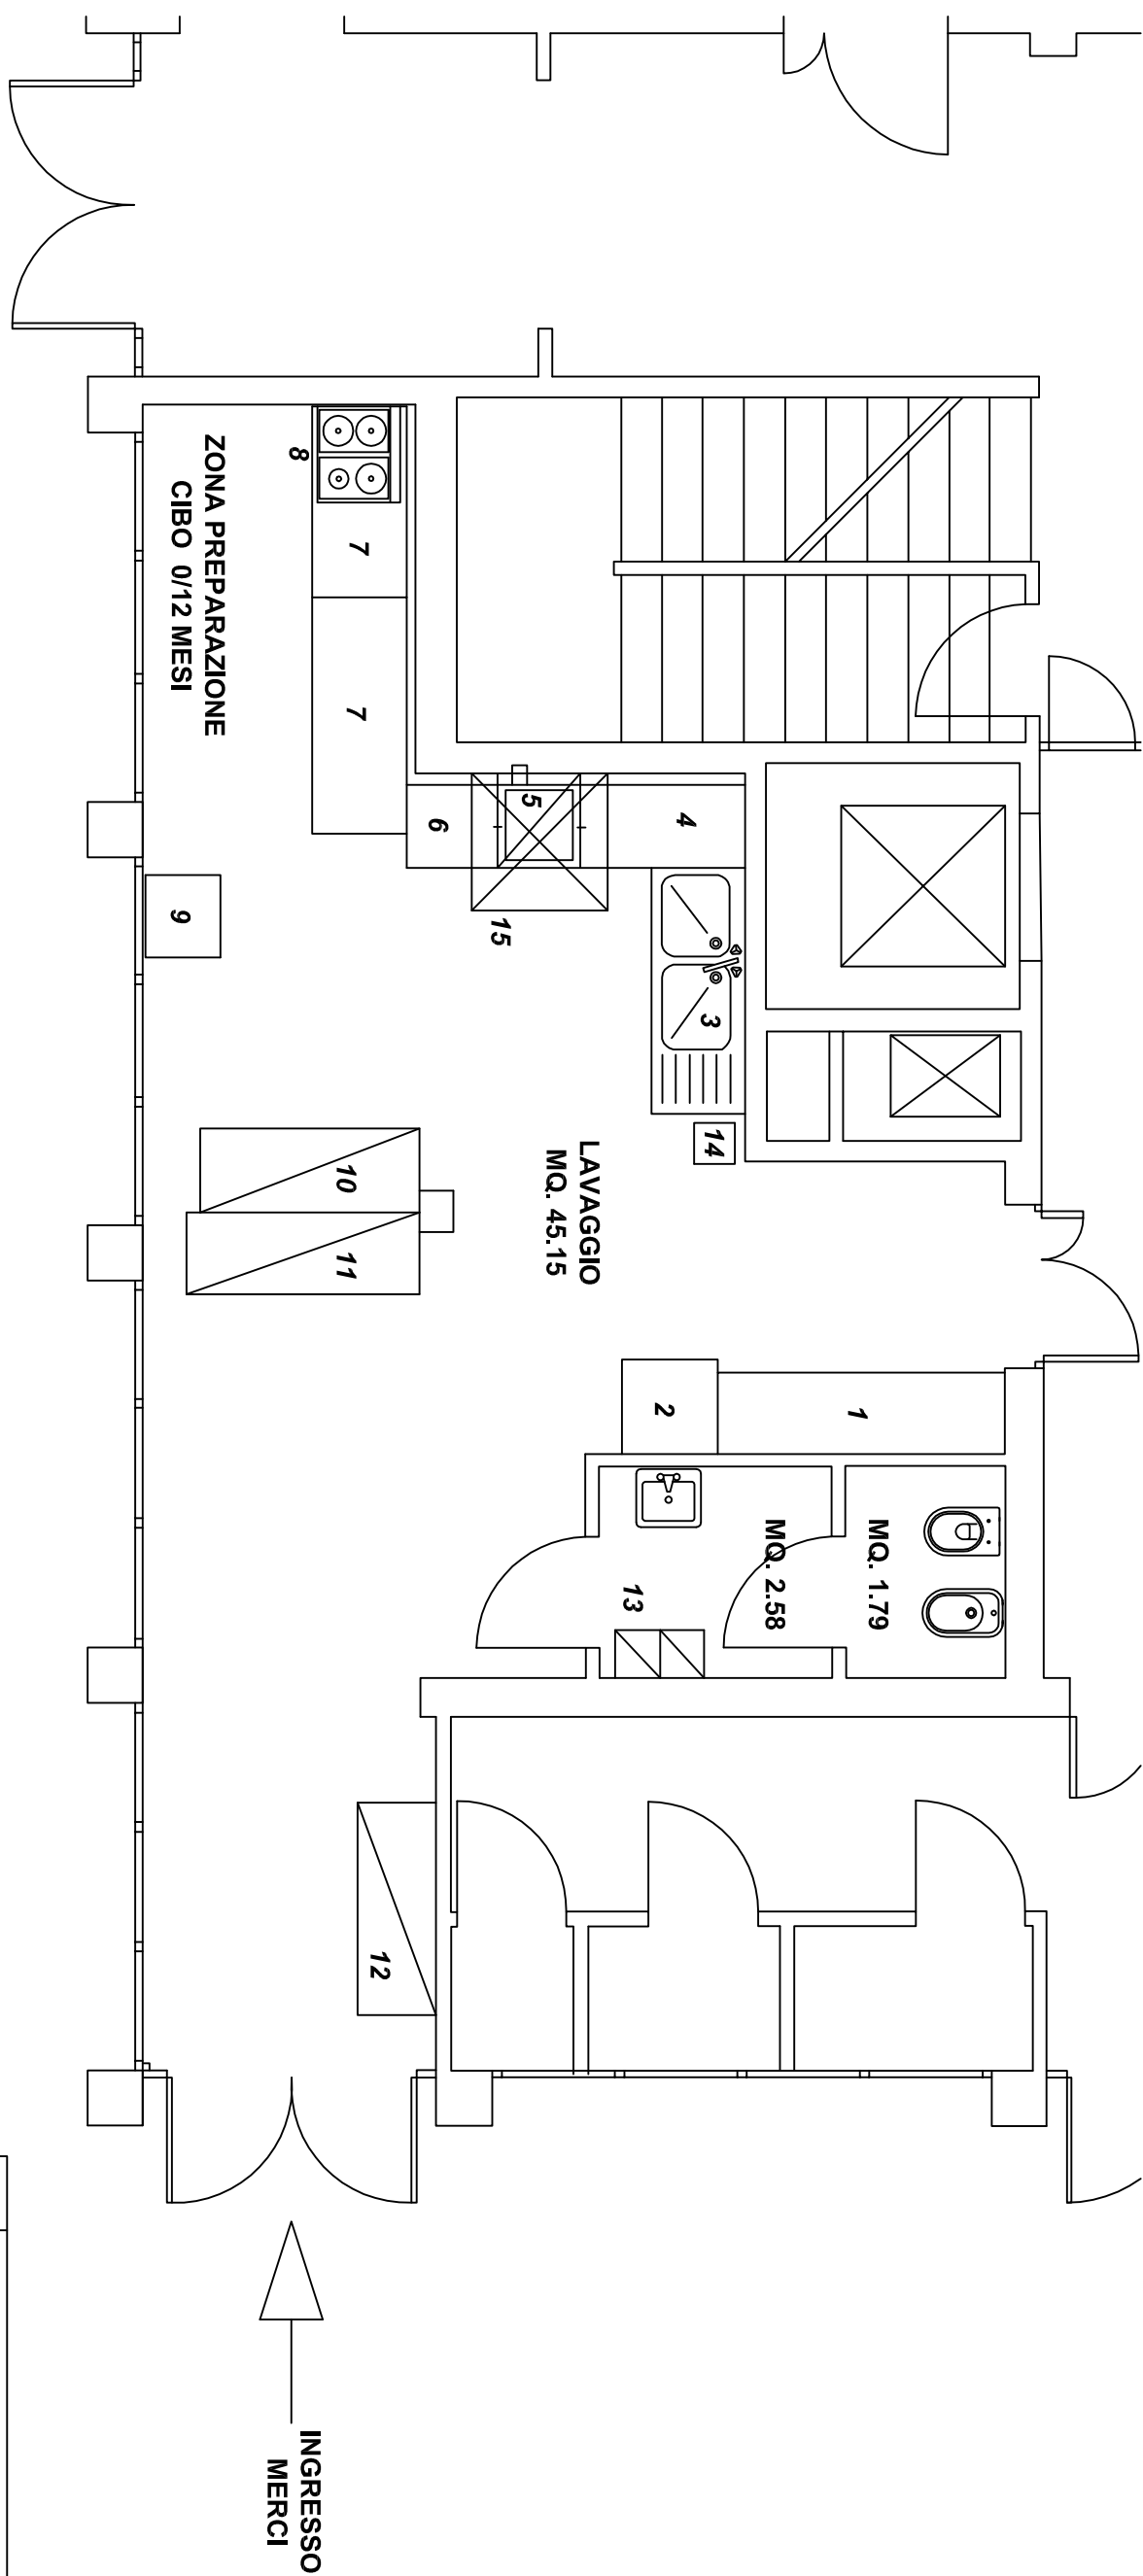 ZONA PREPARAZIONE
CIBO 0/12 MESI
8
7
7
6
5
4
15
9
3
14
LAVAGGIO
MQ. 45.15
10
11
2
1
MQ. 1.79
MQ. 2.58
13
12
INGRESSO
MERCI